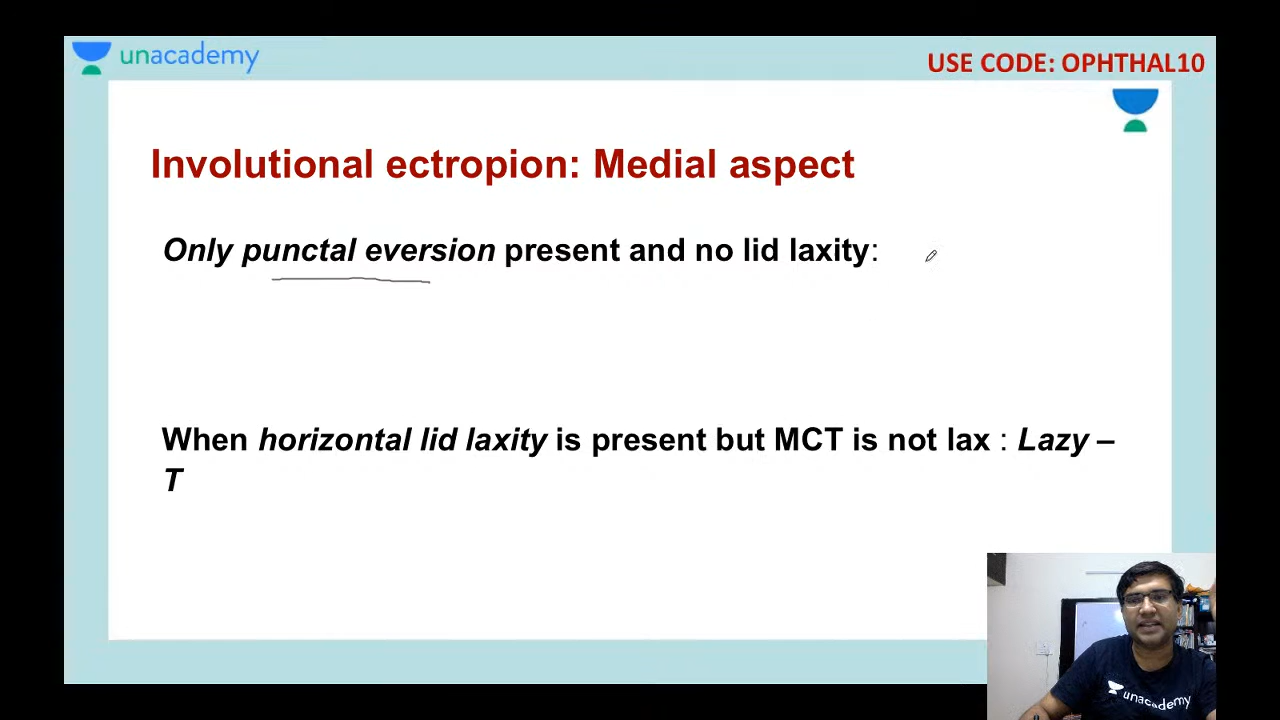 unacademy
USE CODE: OPHTHAL10
Involutional ectropion: Medial aspect
Only punctal eversion present and no lid laxity:
When horizontal lid laxity is present but MCT is not lax : Lazy –
T
unacademy